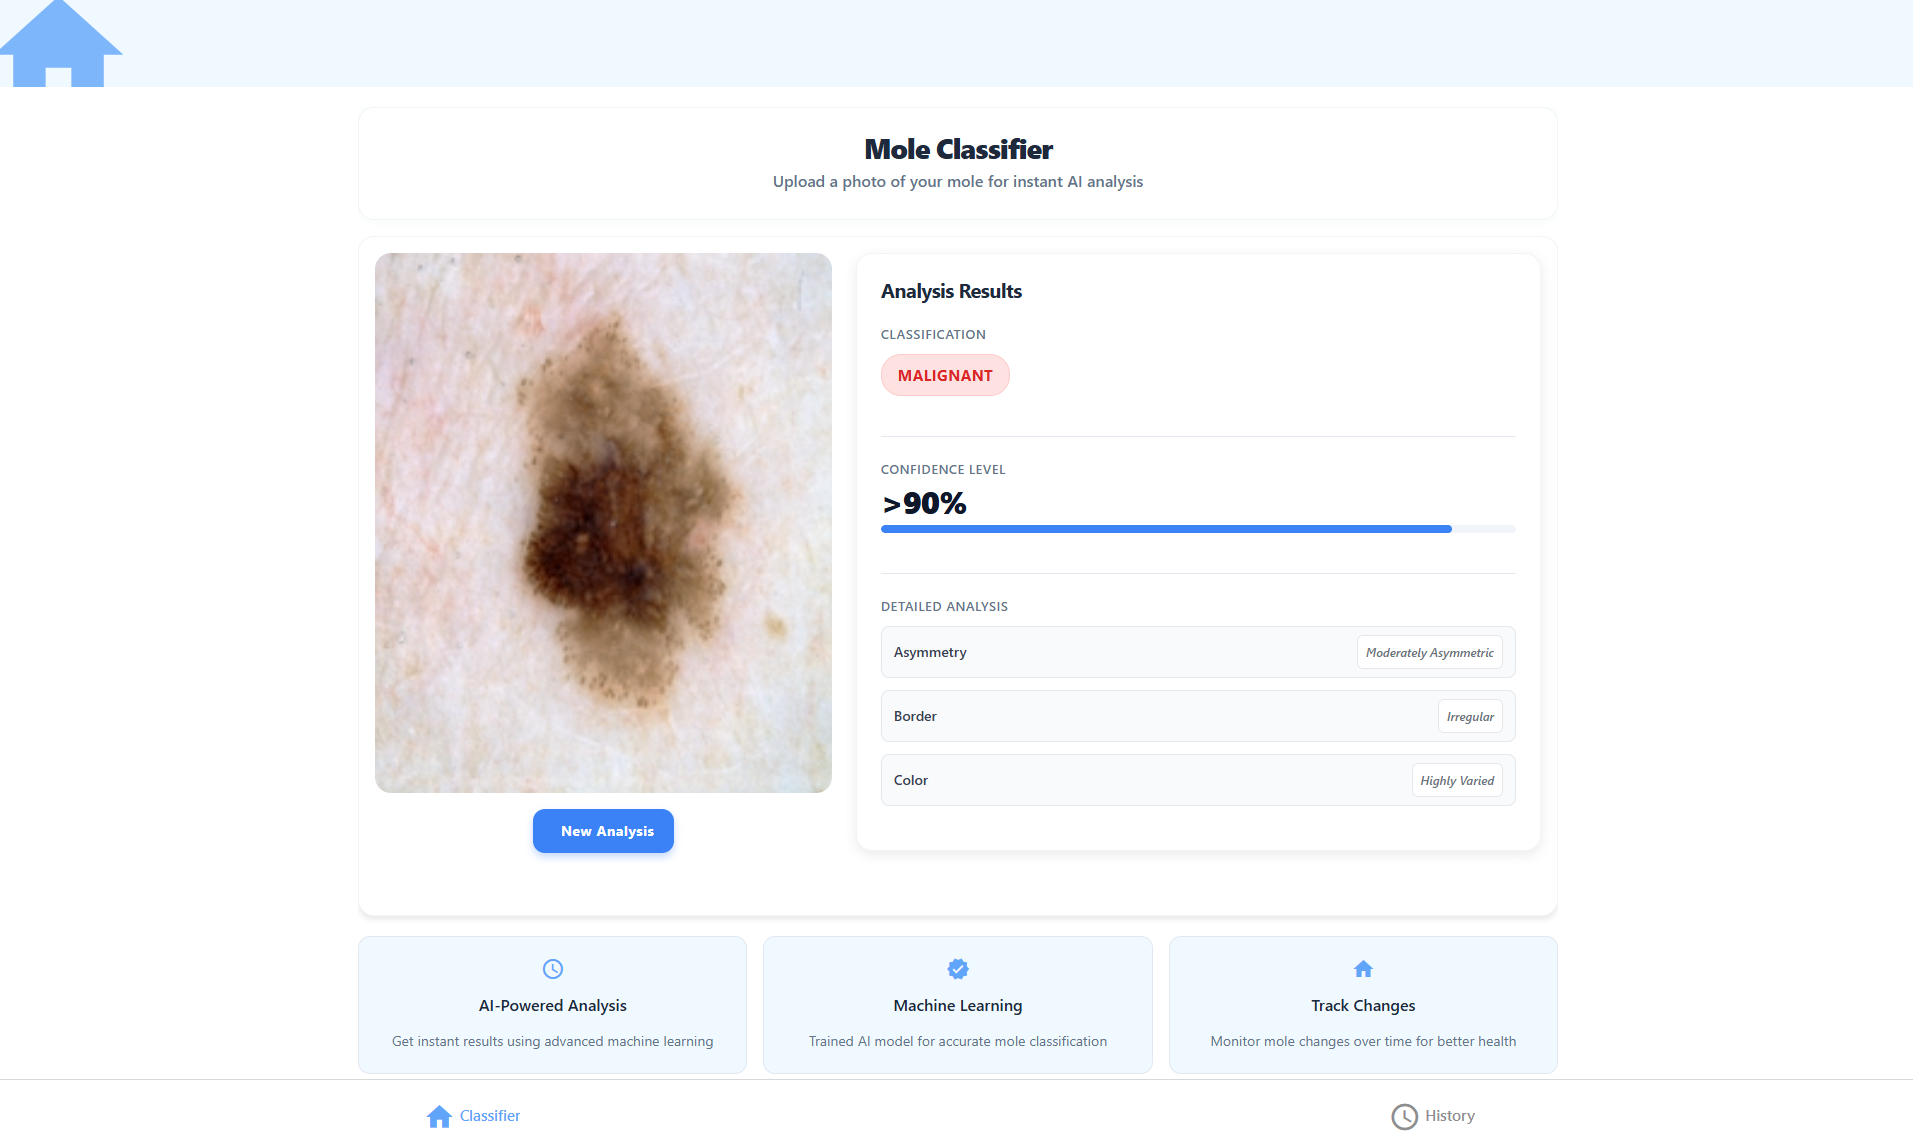 Mole Classifier
Upload a photo of your mole for instant AI analysis
Analysis Results
CLASSIFICATION
MALIGNANT
CONFIDENCE LEVEL
>90%
DETAILED ANALYSIS
Asymmetry Moderately Asymmetric
Border Irregular
Color Highly Varied
New Analysis
AI-Powered Analysis
Get instant results using advanced machine learning
Machine Learning
Trained AI model for accurate mole classification
Track Changes
Monitor mole changes over time for better health
Classifier
History